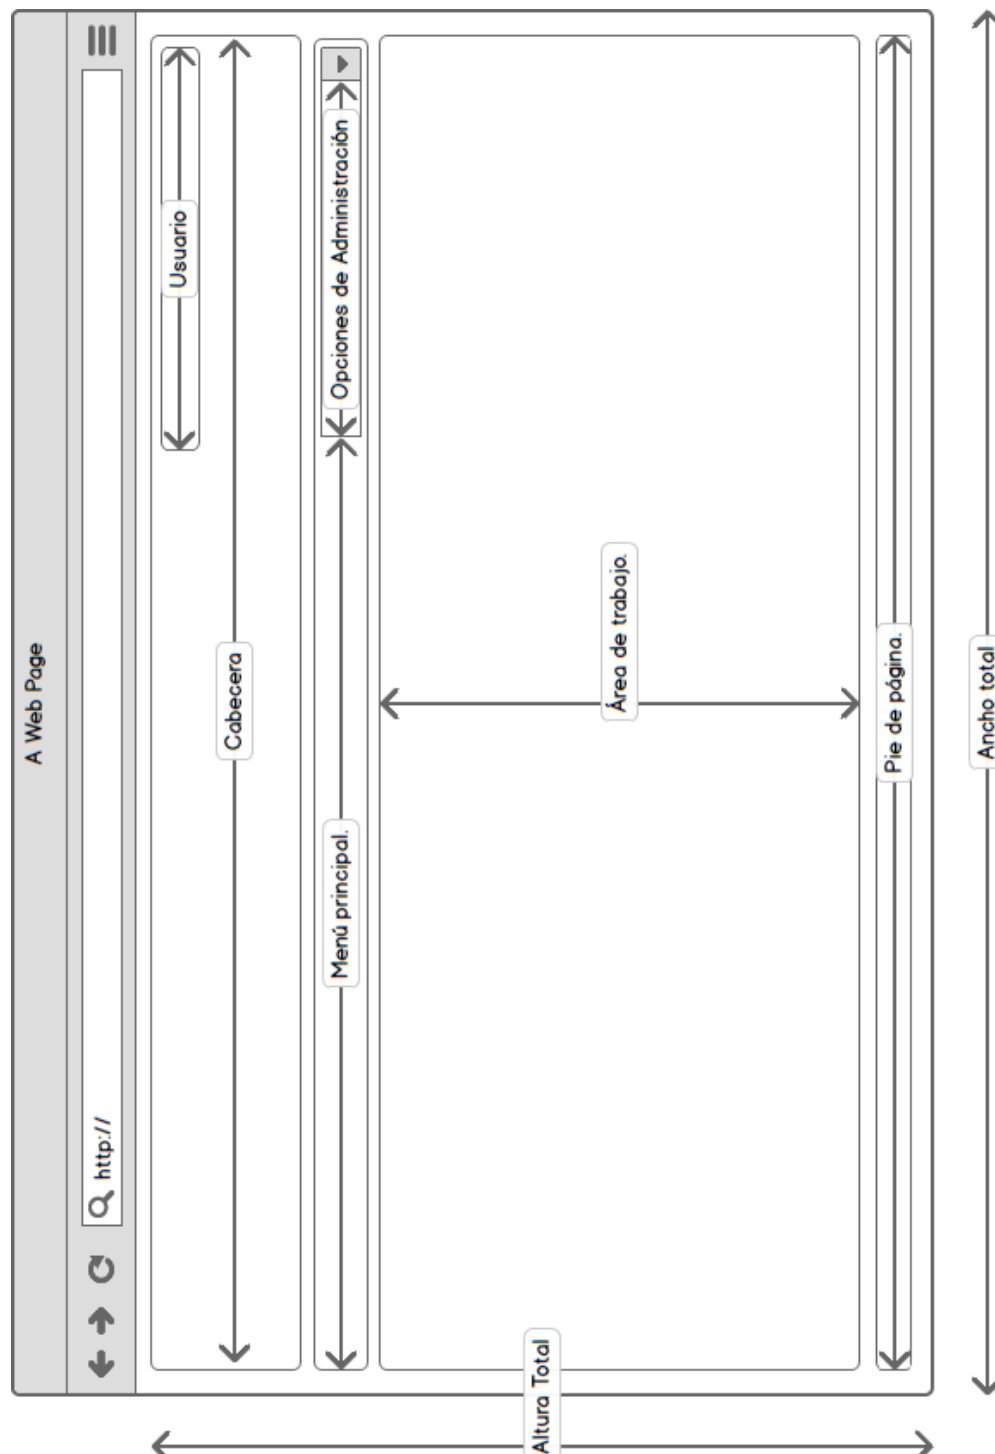 A Web Page
http://
Usuario
Cabecera
Menú principal.
Opciones de Administración
Área de trabajo.
Altura Total
Pie de página.
Ancho total